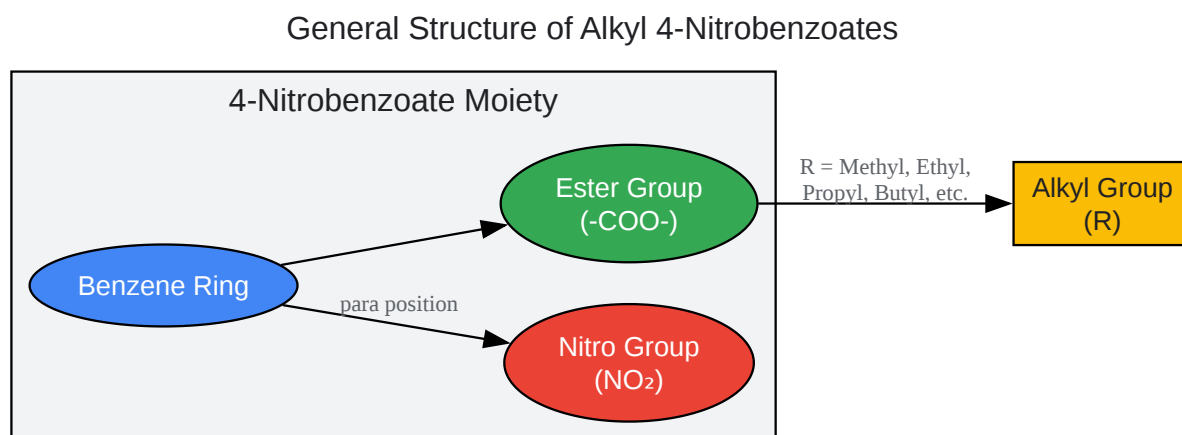 General Structure of Alkyl 4-Nitrobenzoates
4-Nitrobenzoate Moiety
Ester Group
(-COO-)
R = Methyl, Ethyl,
Propyl, Butyl, etc.
Alkyl Group
(R)
Benzene Ring
para position
Nitro Group
(NO₂)